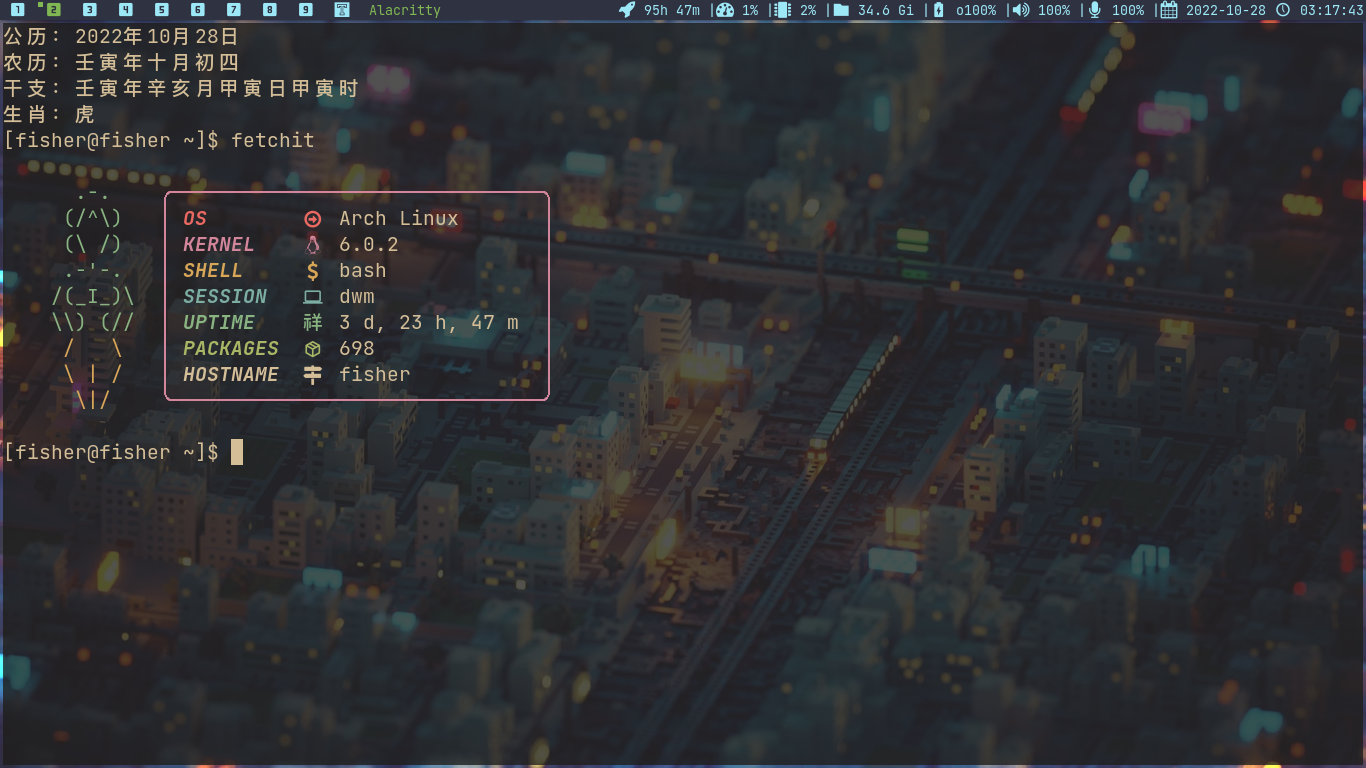 1 2 3 4 5 6 7 8 9 Alacritty 95h 47m | 1% | 2% | 34.6 Gi | o100% | 100% | 100% | 2022-10-28 03:17:43
公历: 2022年10月28日
农历: 壬寅年十月初四
干支: 壬寅年辛亥月甲寅日甲寅时
生肖: 虎
[fisher@fisher ~]$ fetchit
OS Arch Linux
KERNEL 6.0.2
SHELL $ bash
SESSION dwm
UPTIME 祥 3 d, 23 h, 47 m
PACKAGES 698
HOSTNAME fisher
[fisher@fisher ~]$